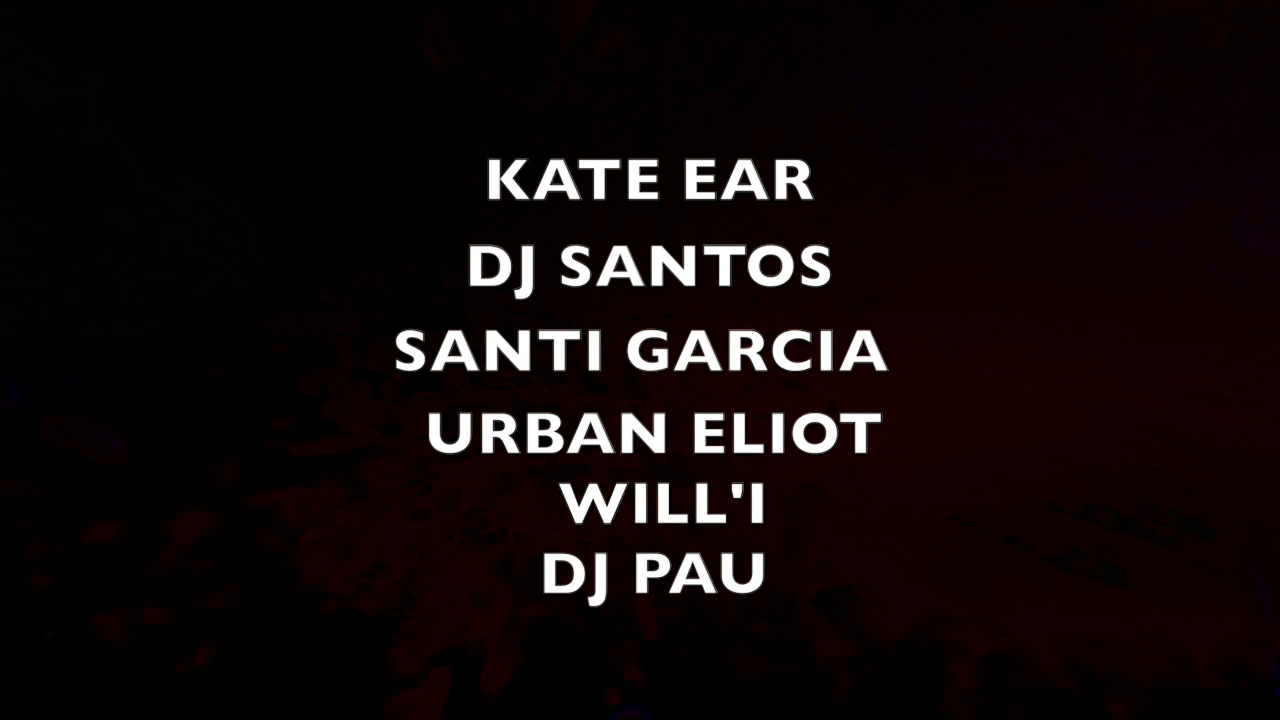 KATE EAR
DJ SANTOS
SANTI GARCIA
URBAN ELIOT
WILL'I
DJ PAU